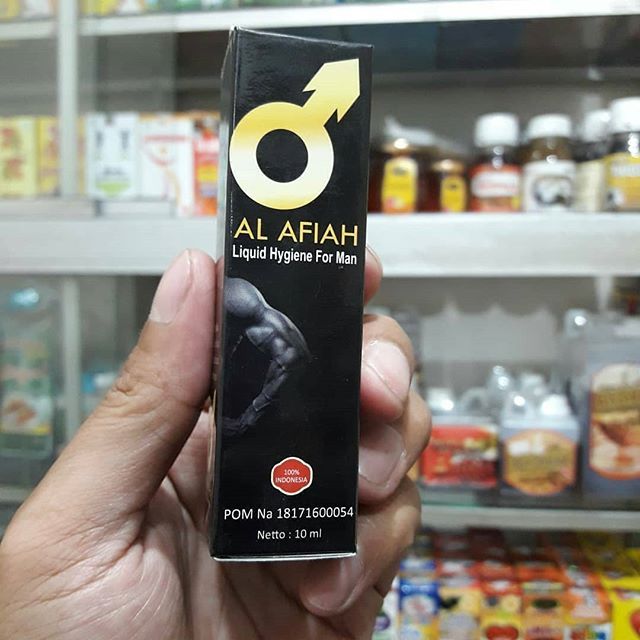 AL AFIAH
Liquid Hygiene For Man
100%
INDONESIA
POM Na 18171600054
Netto : 10 ml